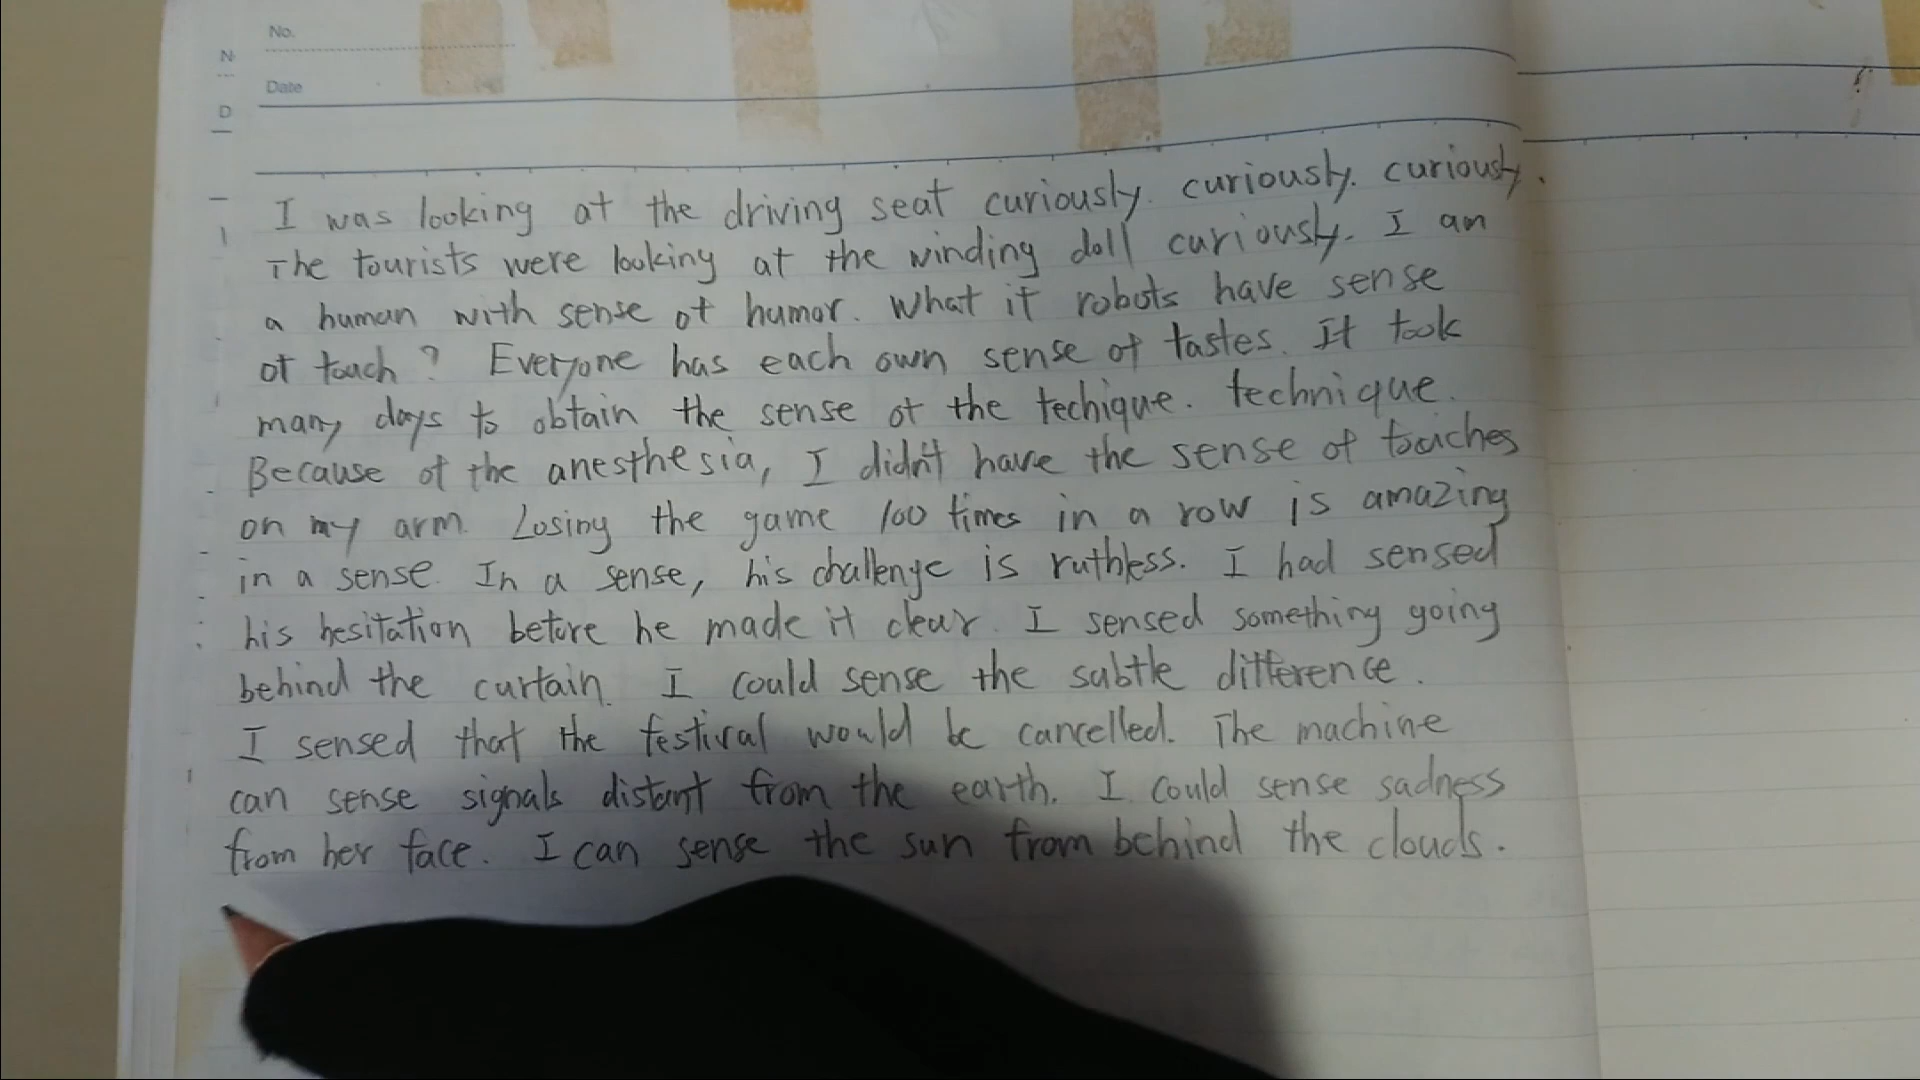 No.
Date
N
D
I was looking at the driving seat curiously. curiously. curiously.
The tourists were looking at the winding doll curiously. I am
a human with sense of humor. What if robots have sense
of touch? Everyone has each own sense of tastes. It took
many days to obtain the sense of the techique. technique.
Because of the anesthesia, I didn't have the sense of touches
on my arm. Losing the game 100 times in a row is amazing
in a sense. In a sense, his challenge is ruthless. I had sensed
his hesitation before he made it clear. I sensed something going
behind the curtain. I could sense the subtle difference.
I sensed that the festival would be cancelled. The machine
can sense signals distant from the earth. I could sense sadness
from her face. I can sense the sun from behind the clouds.